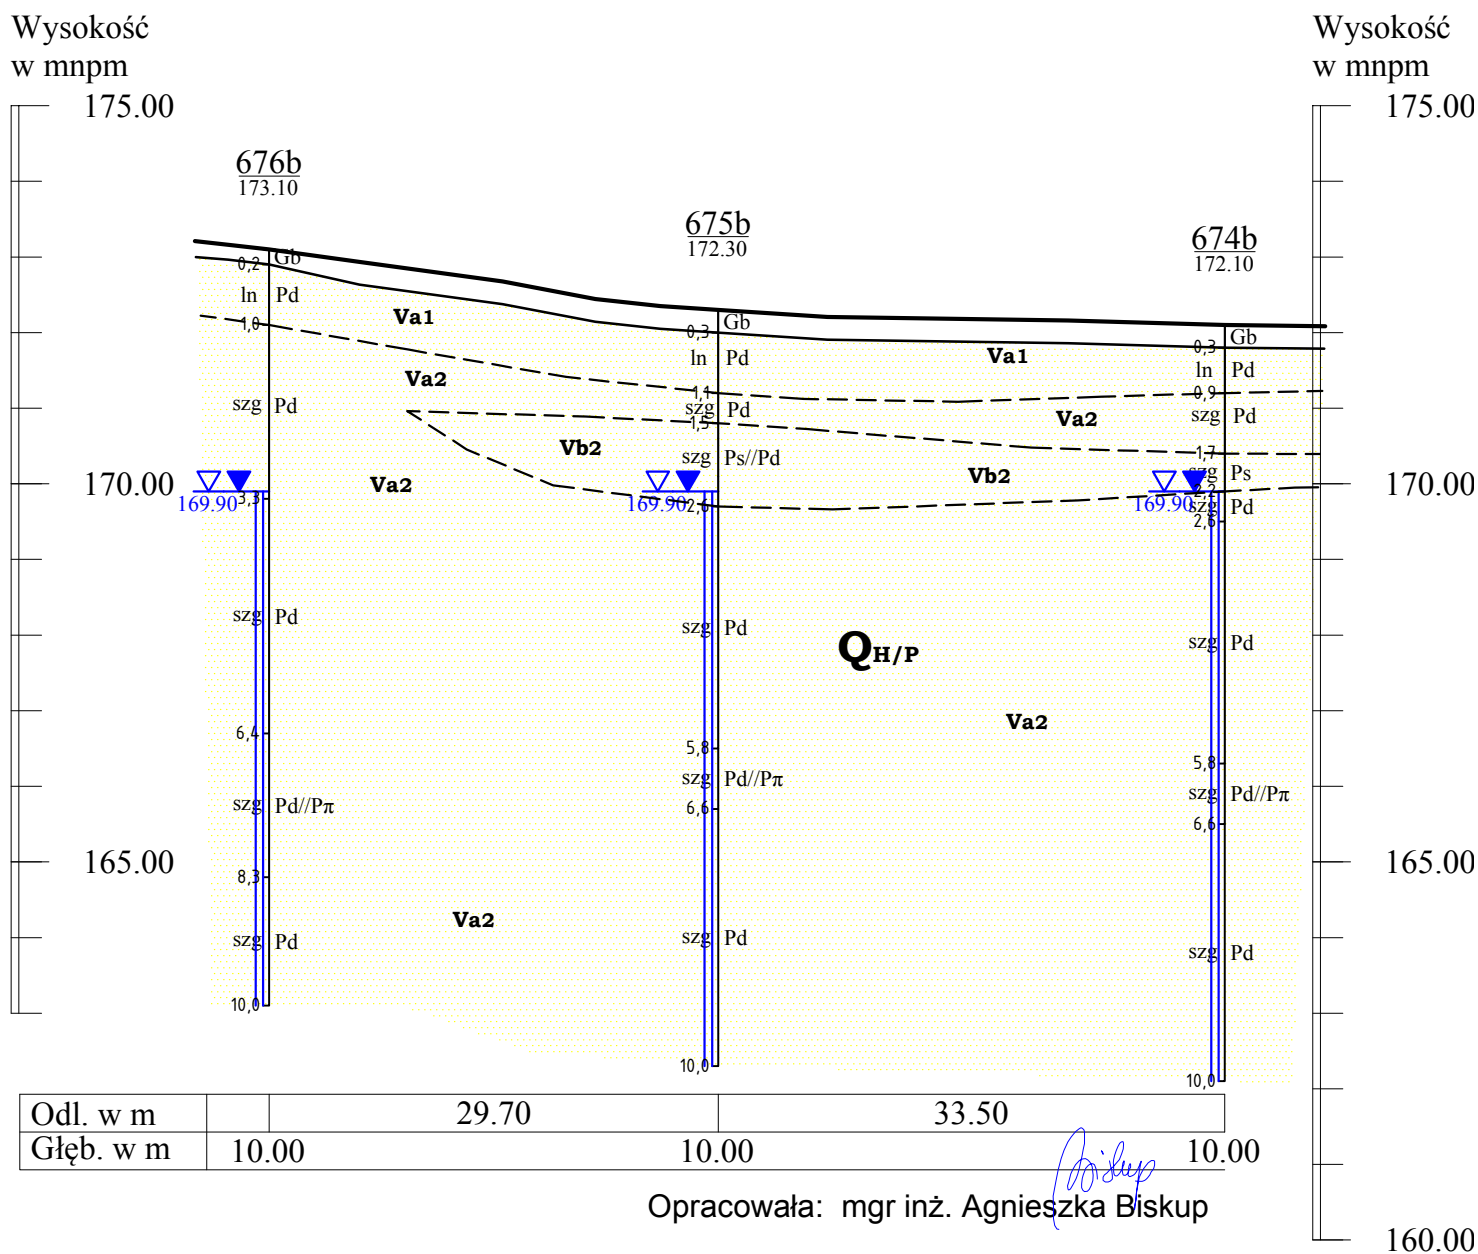 Wysokość
w mnpm
Wysokość
w mnpm
175.00
175.00
676b
173.10
675b
172.30
674b
172.10
0,2
Gb
ln Pd
1,0
Va1
0,3
Gb
ln Pd
1,1
Va1
0,3
Gb
ln Pd
0,9
Va2
szg Pd
szg Pd
1,5
Va2
szg Pd
1,7
Vb2
szg Ps//Pd
Vb2
szg Ps
2,2
170.00
170.00
Va2
169.90
3,3
169.90
2,6
169.90
szg Pd
2,6
szg Pd
szg Pd
szg Pd
QH/P
Va2
6,4
5,8
5,8
szg Pd//Pπ
szg Pd//Pπ
szg Pd//Pπ
6,6
6,6
165.00
165.00
8,3
Va2
szg Pd
szg Pd
szg Pd
10,0
10,0
10,0
Odl. w m 29.70 33.50
Głęb. w m 10.00 10.00 10.00
Biskup
Opracowała: mgr inż. Agnieszka Biskup
160.00